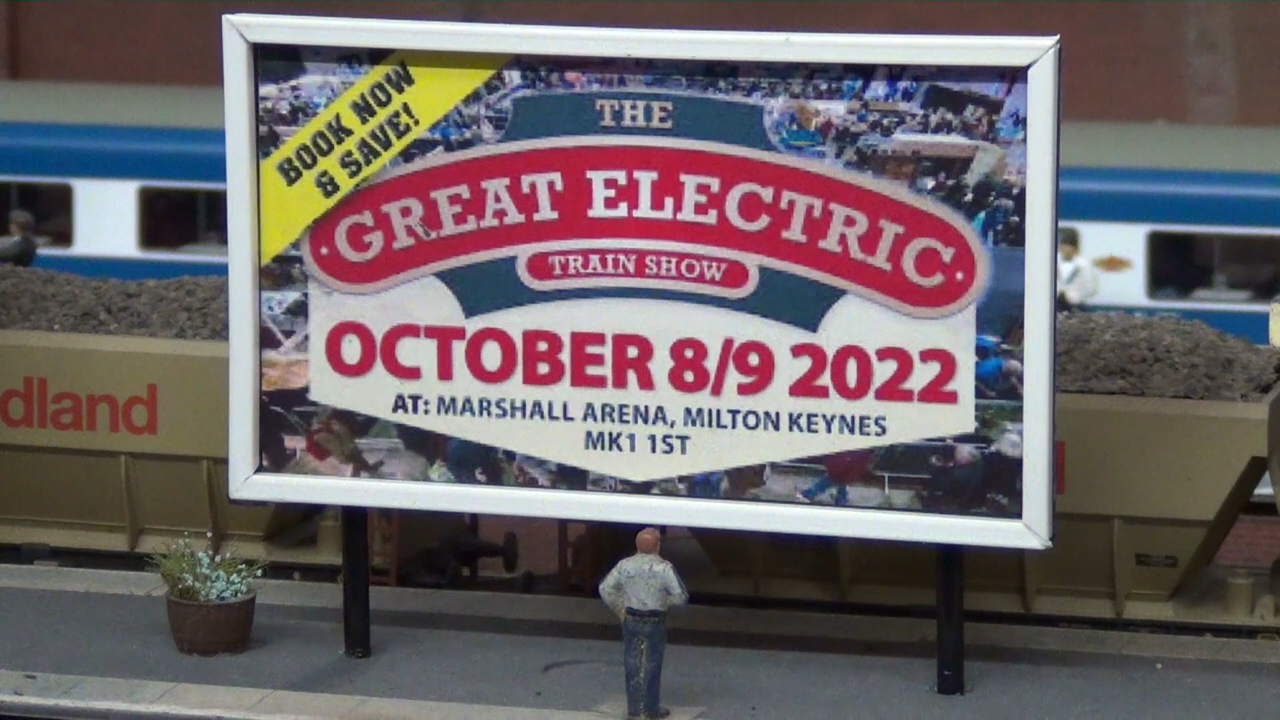 BOOK NOW
& SAVE!
THE
·GREAT ELECTRIC·
TRAIN SHOW
OCTOBER 8/9 2022
AT: MARSHALL ARENA, MILTON KEYNES
MK1 1ST
dland